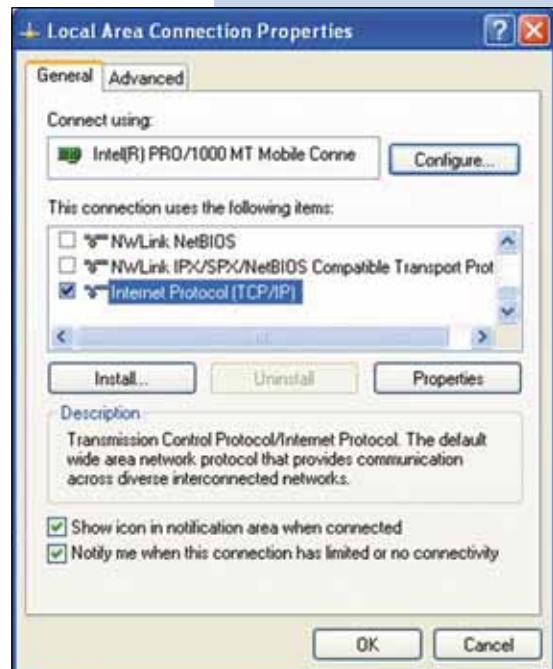 Local Area Connection Properties
General
Advanced
Connect using:
Intel(R) PRO/1000 MT Mobile Conne
Configure...
This connection uses the following items:
NWLink NetBIOS
NWLink IPX/SPX/NetBIOS Compatible Transport Prot
Internet Protocol (TCP/IP)
Install...
Uninstall
Properties
Description
Transmission Control Protocol/Internet Protocol. The default
wide area network protocol that provides communication
across diverse interconnected networks.
Show icon in notification area when connected
Notify me when this connection has limited or no connectivity
OK
Cancel